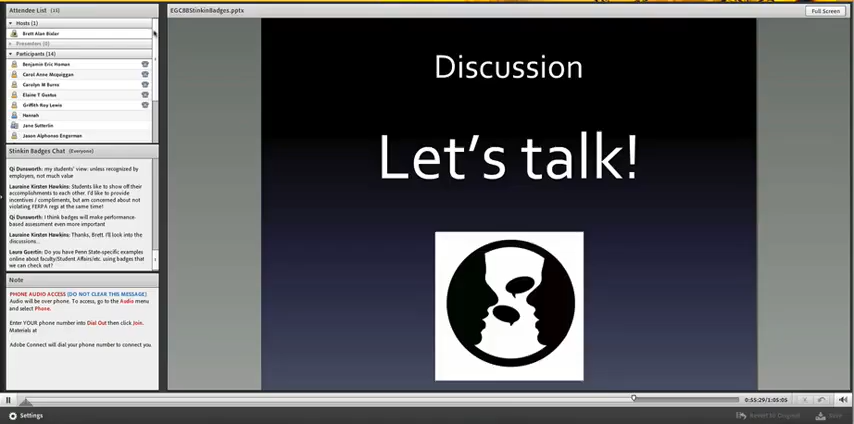 Attendee List (15)
Hosts (1)
Brett Alan Bixler
Presenters (0)
Participants (14)
Benjamin Eric Homan
Carol Anne Mcquiggan
Carolyn M Burns
Elaine T Gustus
Griffith Roy Lewis
Hannah
Jane Sutterlin
Jason Alphonso Engerman
Stinkin Badges Chat (Everyone)
Qi Dunsworth: my students' view: unless recognized by
employers, not much value
Lauraine Kirsten Hawkins: Students like to show off their
accomplishments to each other. I'd like to provide
incentives / compliments, but am concerned about not
violating FERPA regs at the same time!
Qi Dunsworth: I think badges will make performance-
based assessment even more important
Lauraine Kirsten Hawkins: Thanks, Brett. I'll look into the
discussions...
Laura Guertin: Do you have Penn State-specific examples
online about faculty/Student Affairs/etc. using badges that
we can check out?
Note
PHONE AUDIO ACCESS (DO NOT CLEAR THIS MESSAGE)
Audio will be over phone. To access, go to the Audio menu
and select Phone.
Enter YOUR phone number into Dial Out then click Join.
Materials at
Adobe Connect will dial your phone number to connect you.
EGC88StinkinBadges.pptx
Full Screen
Discussion
Let's talk!
0:55:29/1:05:05
Settings
Revert to Original
Save